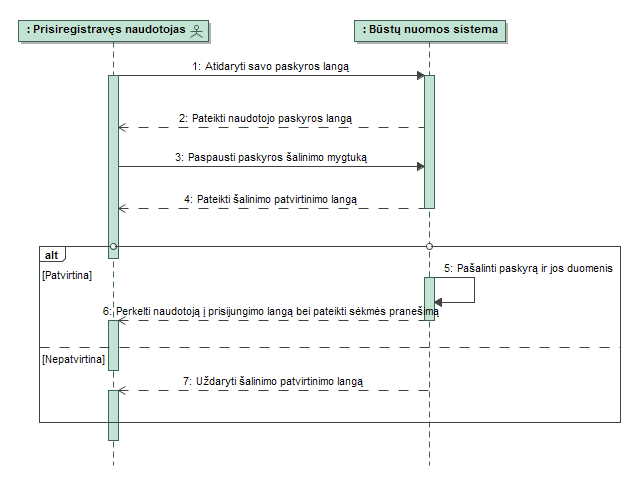 : Prisiregistravęs naudotojas
: Būstų nuomos sistema
1: Atidaryti savo paskyros langą
2: Pateikti naudotojo paskyros langą
3: Paspausti paskyros šalinimo mygtuką
4: Pateikti šalinimo patvirtinimo langą
alt
[Patvirtina]
5: Pašalinti paskyrą ir jos duomenis
6: Perkelti naudotoją į prisijungimo langą bei pateikti sėkmės pranešimą
[Nepatvirtina]
7: Uždaryti šalinimo patvirtinimo langą